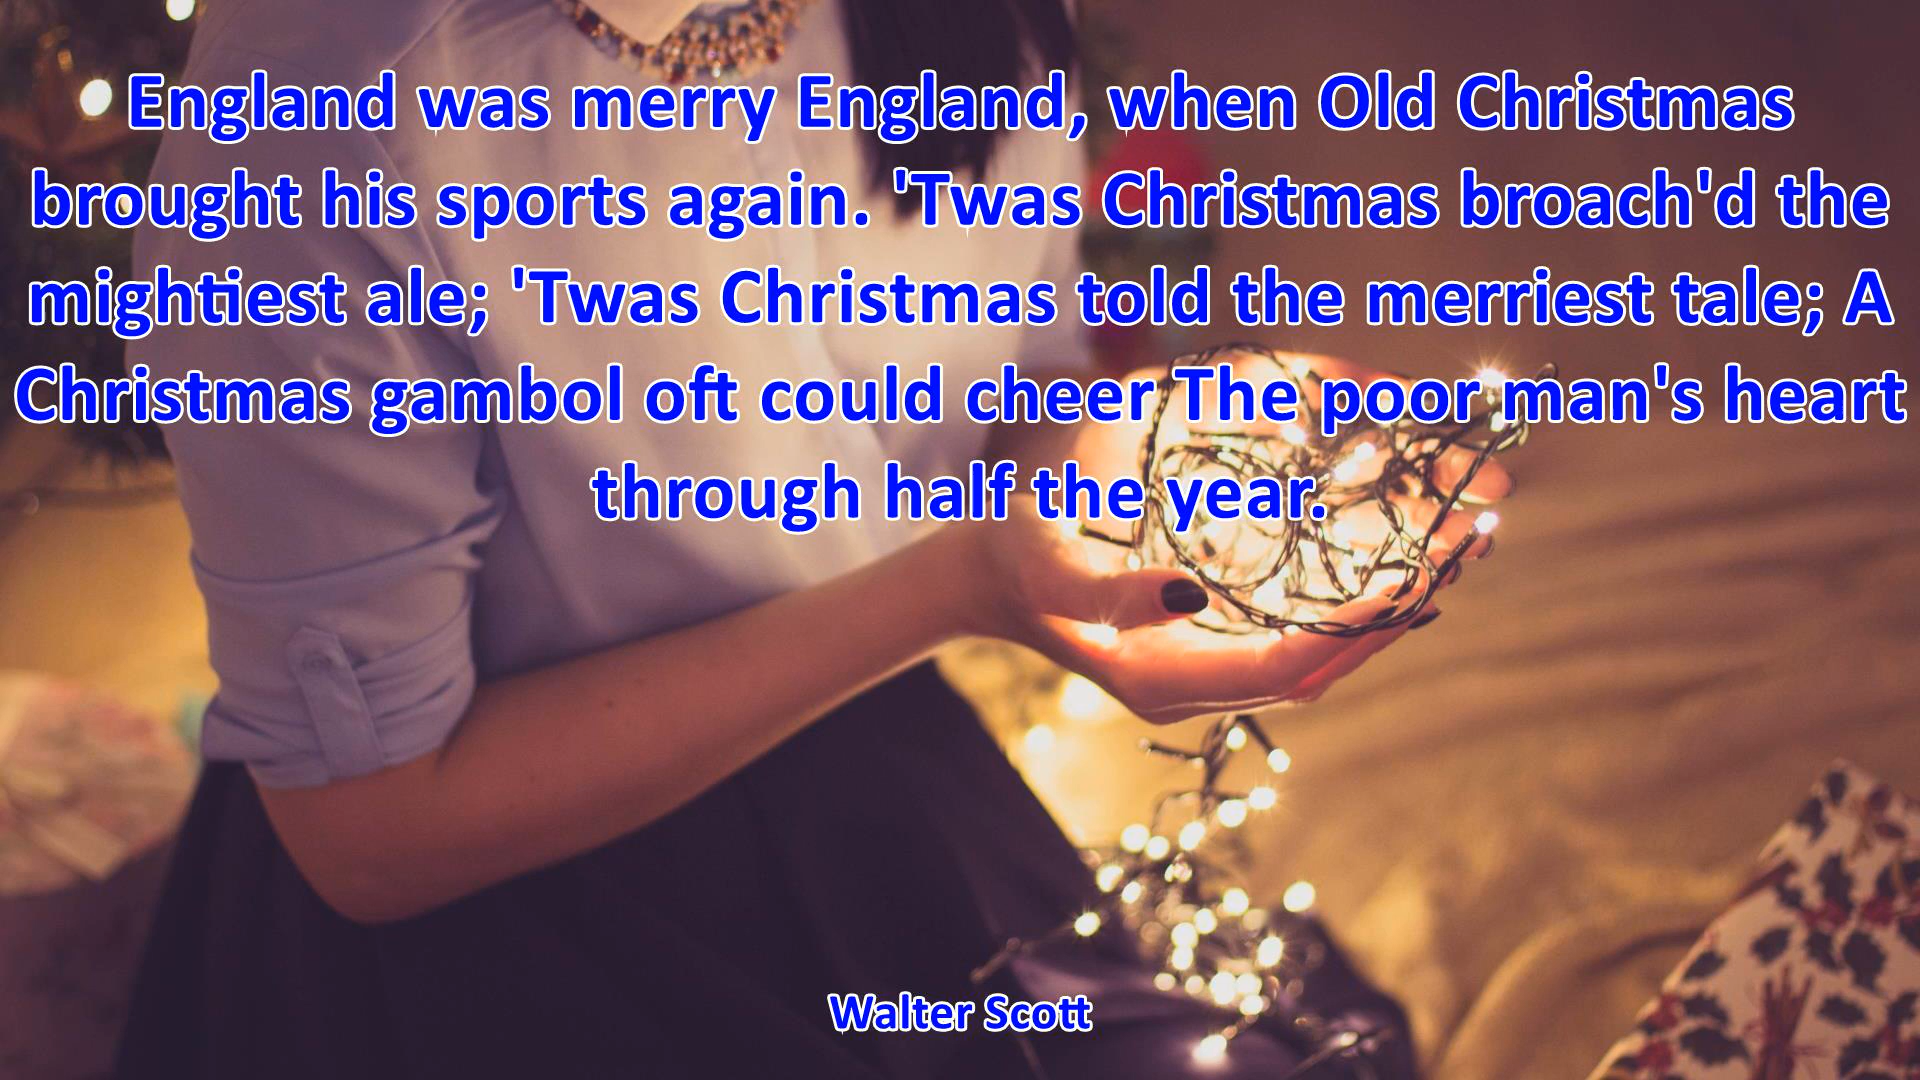 England was merry England, when Old Christmas
brought his sports again. 'Twas Christmas broach'd the
mightiest ale; 'Twas Christmas told the merriest tale; A
Christmas gambol oft could cheer The poor man's heart
through half the year.
Walter Scott